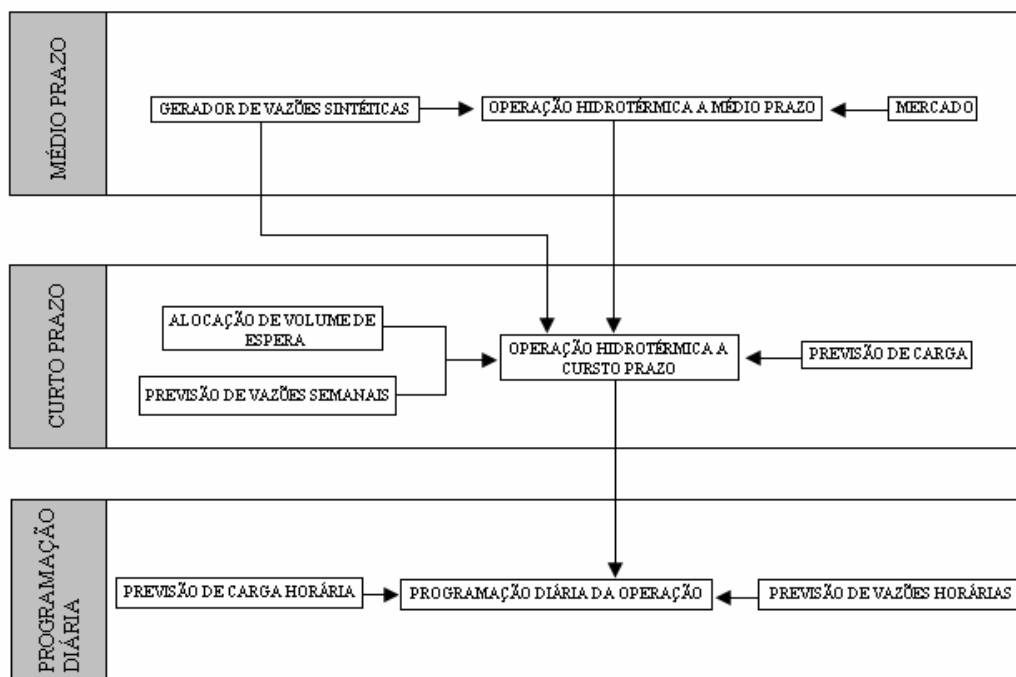 MÉDIO PRAZO
GERADOR DE VAZÕES SINTÉTICAS
OPERAÇÃO HIDROTÉRMICA A MÉDIO PRAZO
MERCADO
CURTO PRAZO
ALOCAÇÃO DE VOLUME DE
ESPERA
PREVISÃO DE VAZÕES SEMANAIS
OPERAÇÃO HIDROTÉRMICA A
CURSTO PRAZO
PREVISÃO DE CARGA
PROGRAMAÇÃO
DIÁRIA
PREVISÃO DE CARGA HORÁRIA
PROGRAMAÇÃO DIÁRIA DA OPERAÇÃO
PREVISÃO DE VAZÕES HORÁRIAS